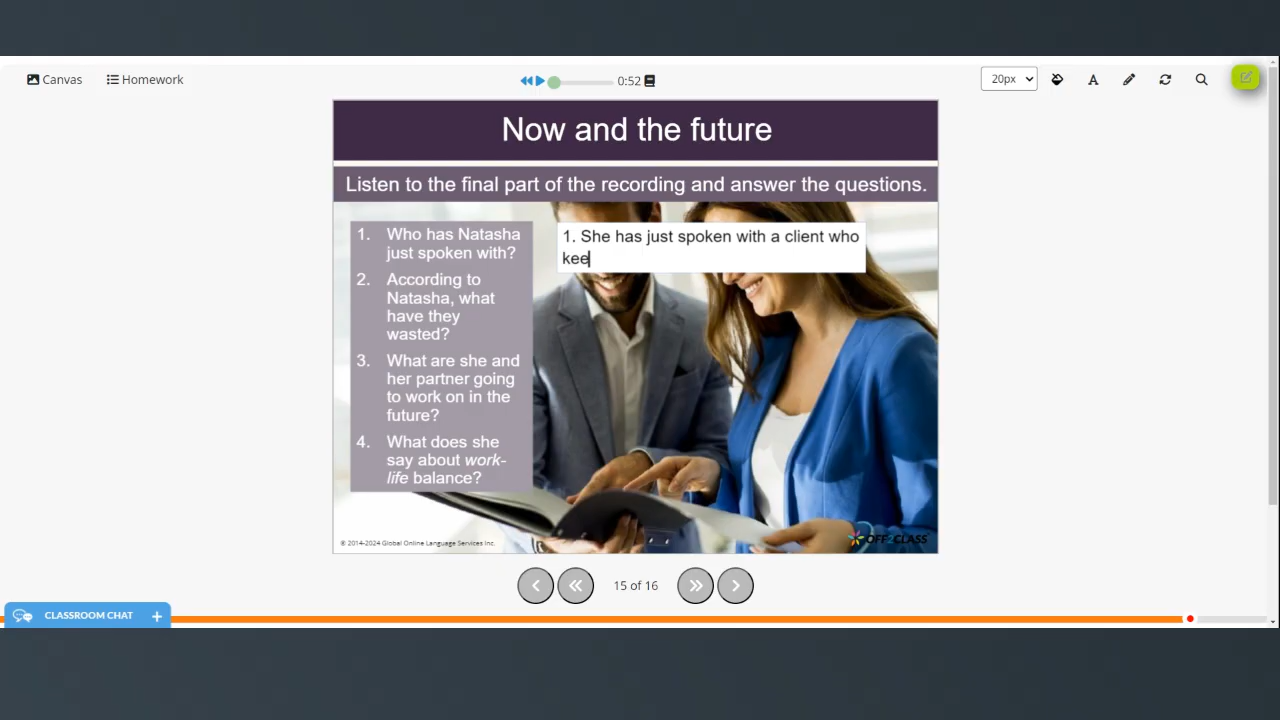 Canvas
Homework
0:52
20px
A
Now and the future
Listen to the final part of the recording and answer the questions.
1. Who has Natasha
just spoken with?
2. According to
Natasha, what
have they
wasted?
3. What are she and
her partner going
to work on in the
future?
4. What does she
say about work-
life balance?
1. She has just spoken with a client who
kee
© 2014-2024 Global Online Language Services Inc.
OFF2CLASS
15 of 16
CLASSROOM CHAT +